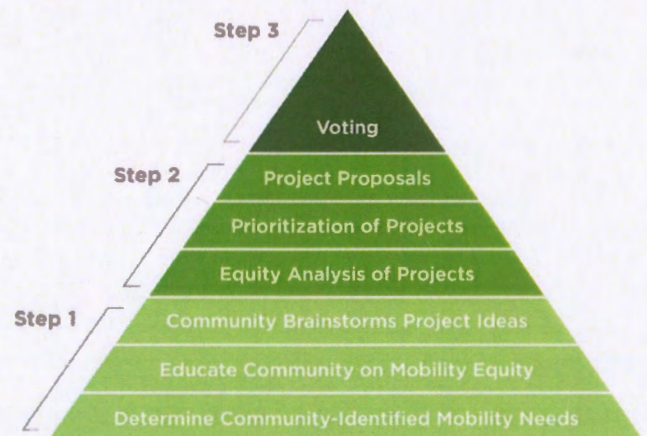 Step 3
Voting
Step 2
Project Proposals
Prioritization of Projects
Equity Analysis of Projects
Step 1
Community Brainstorms Project Ideas
Educate Community on Mobility Equity
Determine Community-Identified Mobility Needs